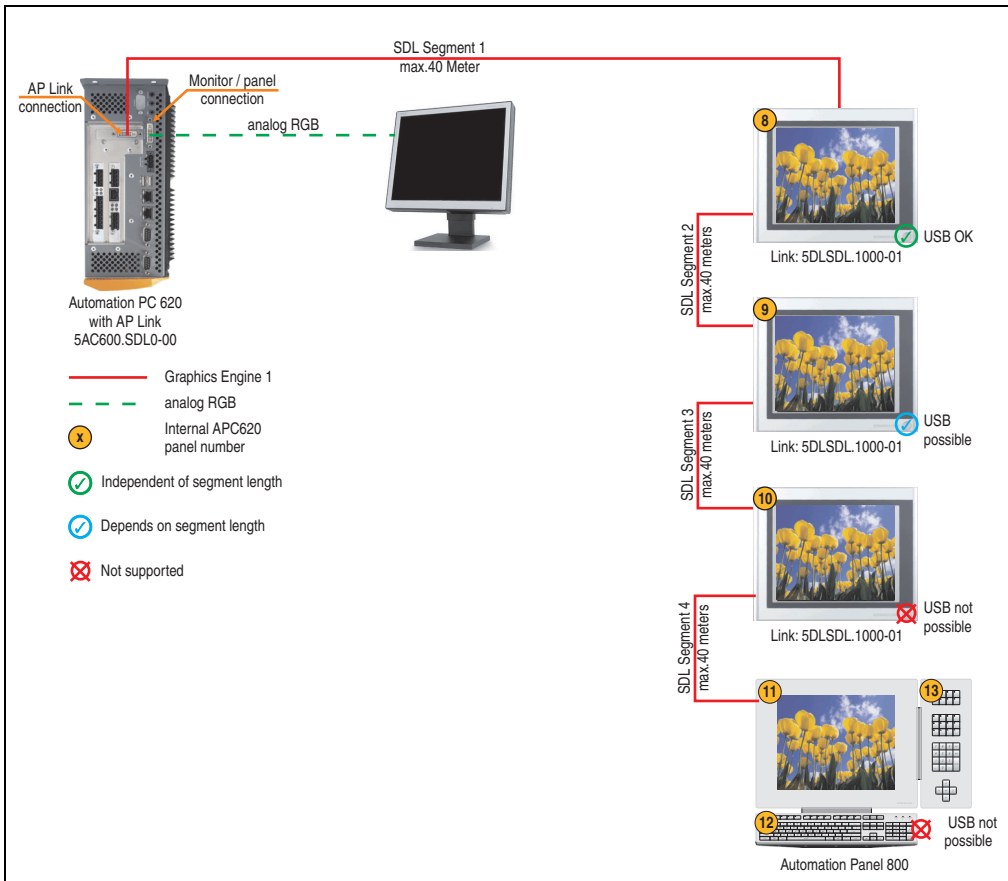 SDL Segment 1
max.40 Meter
AP Link
connection
Monitor / panel
connection
analog RGB
8
USB OK
Link: 5DLSDL.1000-01
SDL Segment 2
max.40 meters
Automation PC 620
with AP Link
5AC600.SDL0-00
9
USB
possible
Link: 5DLSDL.1000-01
Graphics Engine 1
analog RGB
x
Internal APC620
panel number
Independent of segment length
Depends on segment length
Not supported
SDL Segment 3
max.40 meters
10
USB not
possible
Link: 5DLSDL.1000-01
SDL Segment 4
max.40 meters
11
13
12
USB not
possible
Automation Panel 800